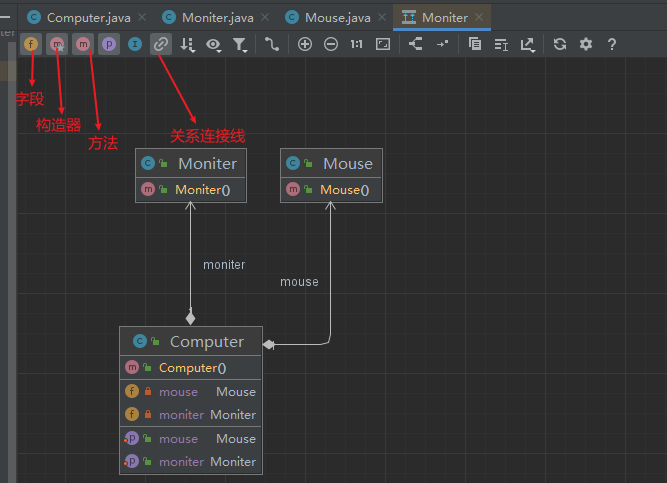 Computer.java
Moniter.java
Mouse.java
Moniter
ter
f m m p I 1:1 ?
字段
构造器
方法
关系连接线
C Moniter
m Moniter()
C Mouse
m Mouse()
moniter
mouse
C Computer
m Computer()
f mouse Mouse
f moniter Moniter
p mouse Mouse
p moniter Moniter